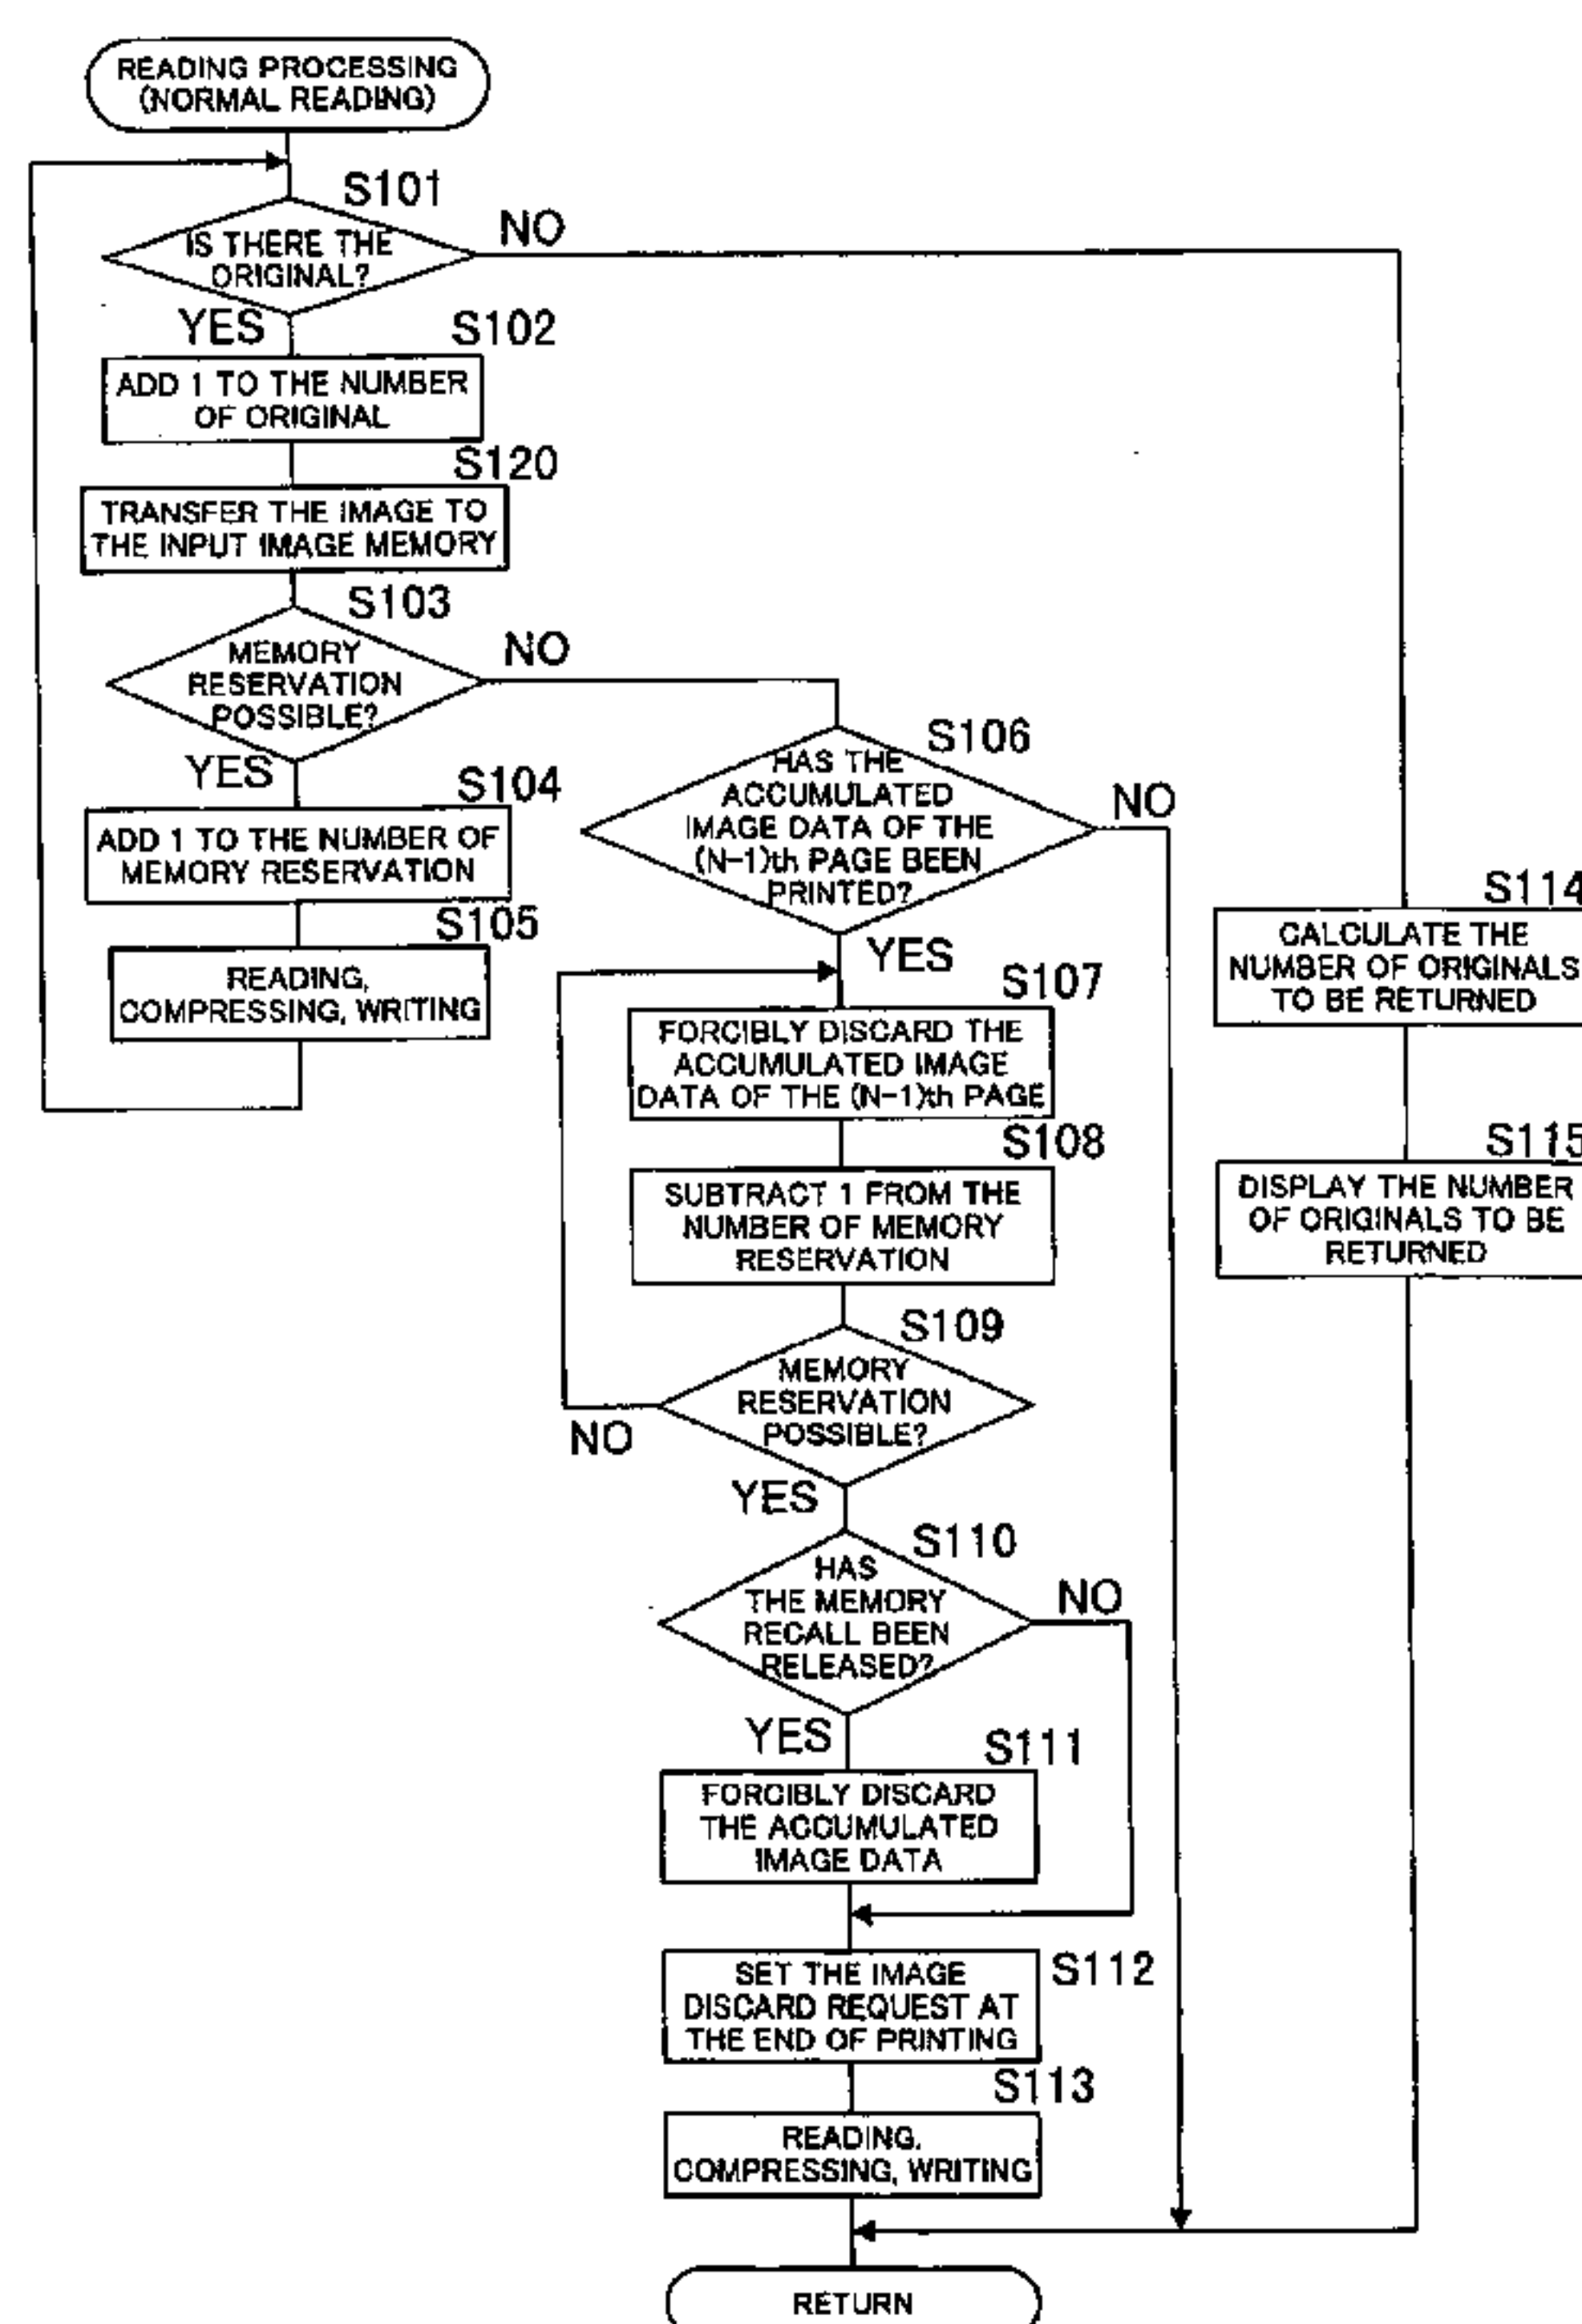 READING PROCESSING
(NORMAL READING)
S101
IS THERE THE
ORIGINAL?
NO
YES
S102
ADD 1 TO THE NUMBER
OF ORIGINAL
S120
TRANSFER THE IMAGE TO
THE INPUT IMAGE MEMORY
S103
MEMORY
RESERVATION
POSSIBLE?
NO
YES
S104
ADD 1 TO THE NUMBER OF
MEMORY RESERVATION
S105
READING,
COMPRESSING, WRITING
S106
HAS THE
ACCUMULATED
IMAGE DATA OF THE
(N-1)th PAGE BEEN
PRINTED?
NO
YES
S107
FORCIBLY DISCARD THE
ACCUMULATED IMAGE
DATA OF THE (N-1)th PAGE
S108
SUBTRACT 1 FROM THE
NUMBER OF MEMORY
RESERVATION
S109
MEMORY
RESERVATION
POSSIBLE?
NO
YES
S110
HAS
THE MEMORY
RECALL BEEN
RELEASED?
NO
YES
S111
FORCIBLY DISCARD
THE ACCUMULATED
IMAGE DATA
S112
SET THE IMAGE
DISCARD REQUEST AT
THE END OF PRINTING
S113
READING,
COMPRESSING, WRITING
S114
CALCULATE THE
NUMBER OF ORIGINALS
TO BE RETURNED
S115
DISPLAY THE NUMBER
OF ORIGINALS TO BE
RETURNED
RETURN